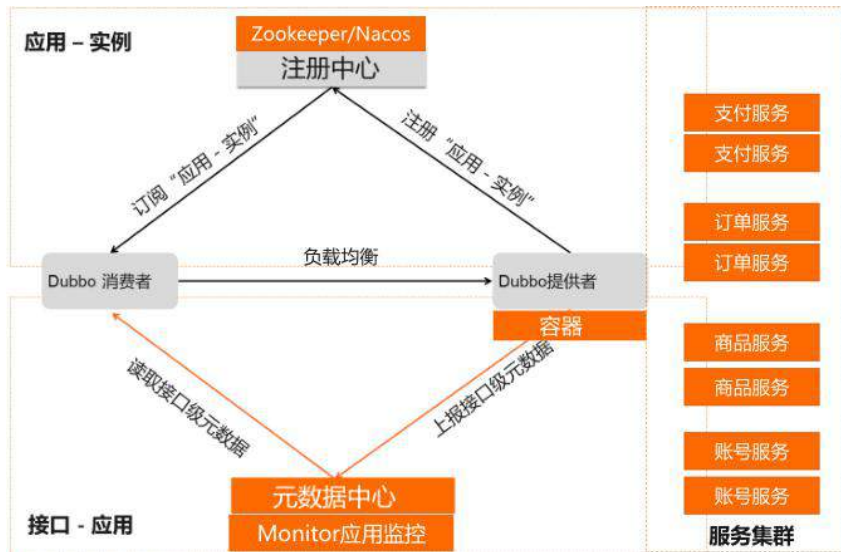 应用 – 实例
Zookeeper/Nacos
注册中心
订阅“应用 - 实例”
注册 “应用 - 实例”
支付服务
支付服务
订单服务
订单服务
负载均衡
Dubbo 消费者
Dubbo提供者
容器
商品服务
商品服务
读取接口级元数据
上报接口级元数据
账号服务
账号服务
元数据中心
Monitor应用监控
接口 - 应用
服务集群